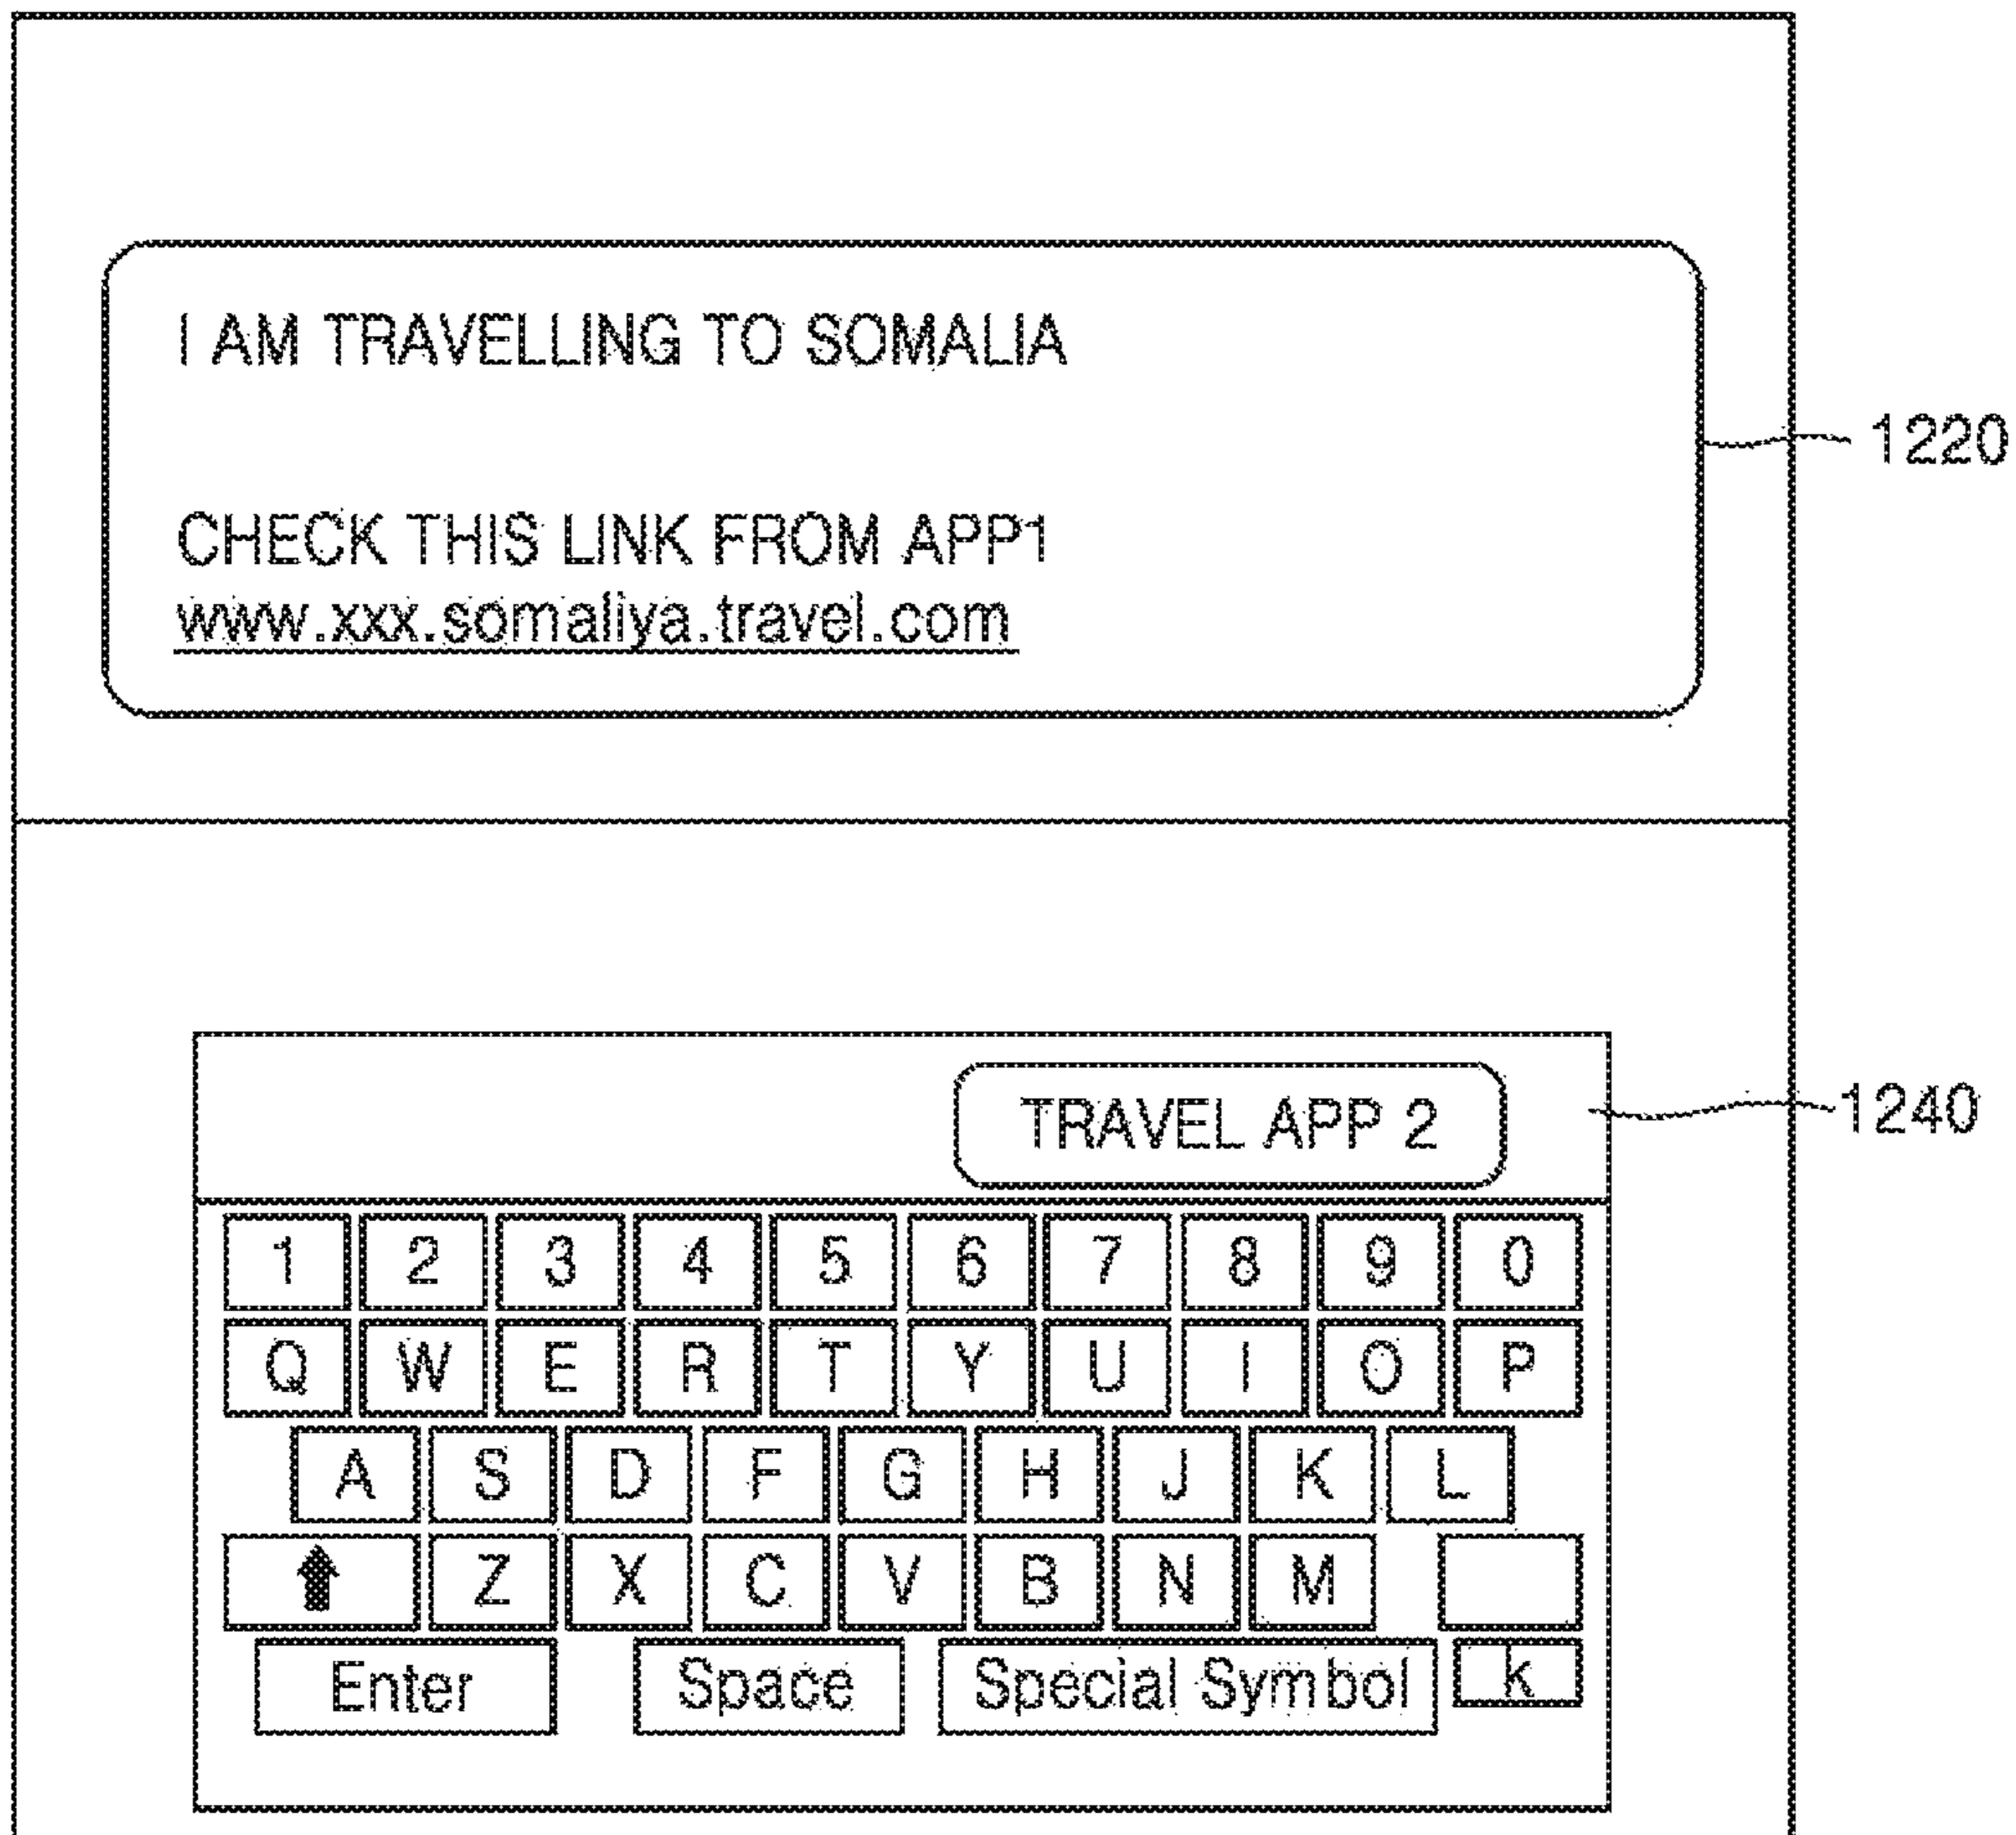 I AM TRAVELLING TO SOMALIA
1220
CHECK THIS LINK FROM APP1
www.xxx.somaliya.travel.com
TRAVEL APP 2
1240
1 2 3 4 5 6 7 8 9 0
Q W E R T Y U I O P
A S D F G H J K L
Z X C V B N M
Enter Space Special Symbol k